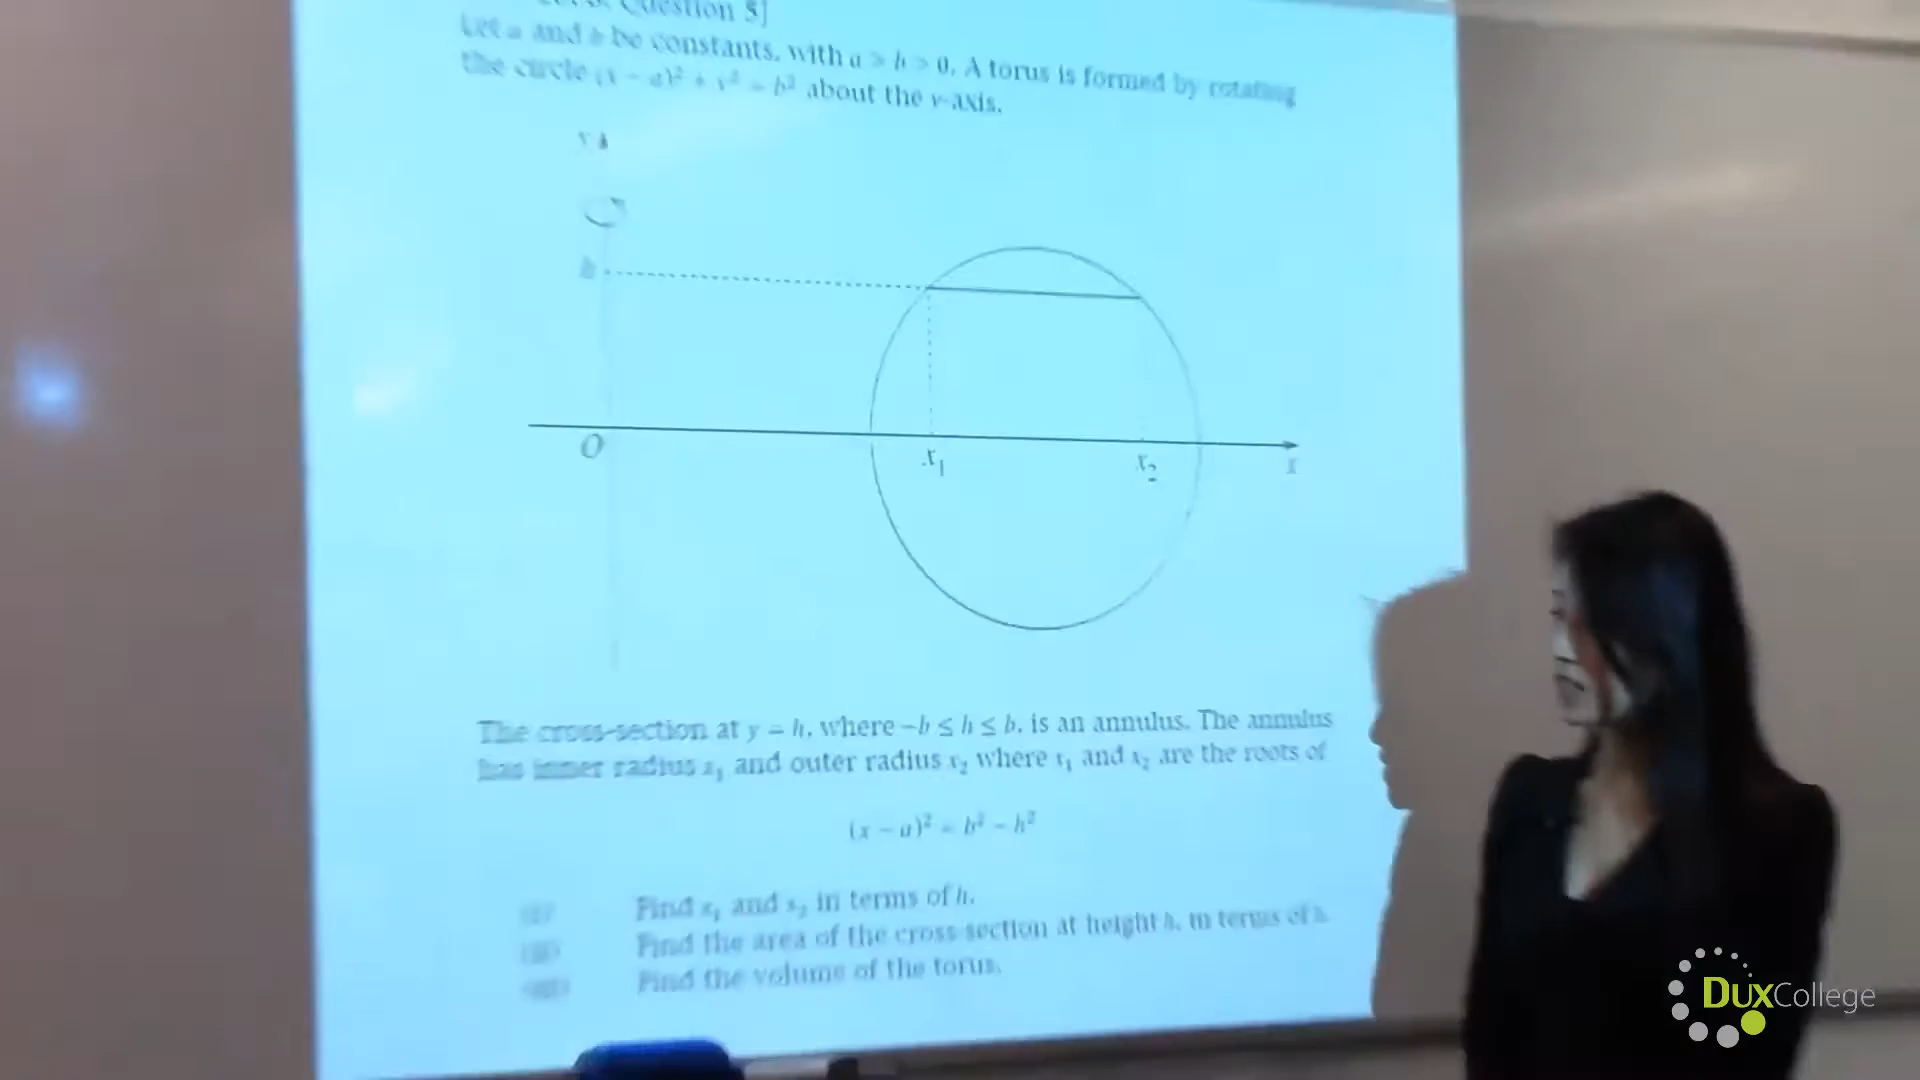 Question 5]
Let a and b be constants, with a > b > 0. A torus is formed by rotating
the circle (x − a)² + y² = b² about the y-axis.
y
h
O
x₁
x₂
x
The cross-section at y = h, where −b ≤ h ≤ b, is an annulus. The annulus
has inner radius x₁ and outer radius x₂ where x₁ and x₂ are the roots of
(x − a)² = b² − h²
Find x₁ and x₂ in terms of h.
Find the area of the cross-section at height h, in terms of h.
Find the volume of the torus.
DuxCollege